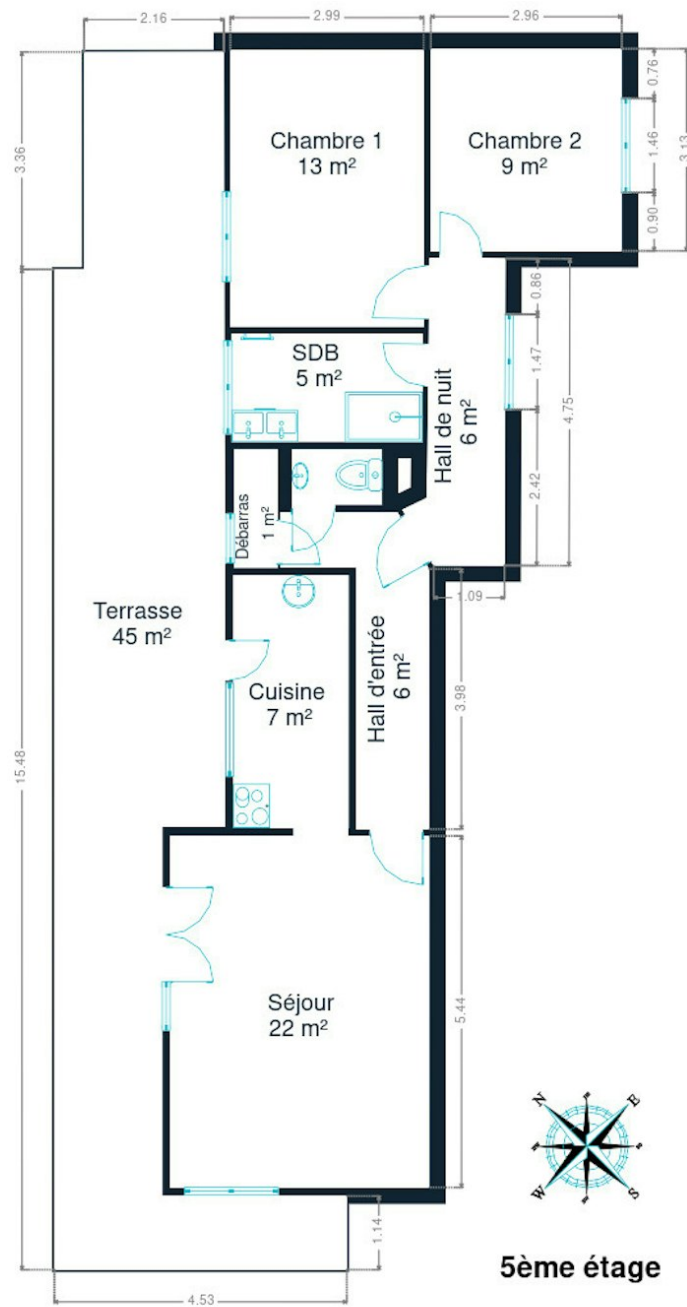 2.16
2.99
2.96
3.36
Chambre 1
13 m²
Chambre 2
9 m²
0.76
1.46
3.13
0.90
SDB
5 m²
Hall de nuit
6 m²
0.86
1.47
4.75
2.42
Débarras
1 m²
1.09
Terrasse
45 m²
Cuisine
7 m²
Hall d'entrée
6 m²
3.98
15.48
Séjour
22 m²
5.44
N
E
W
S
1.14
4.53
5ème étage